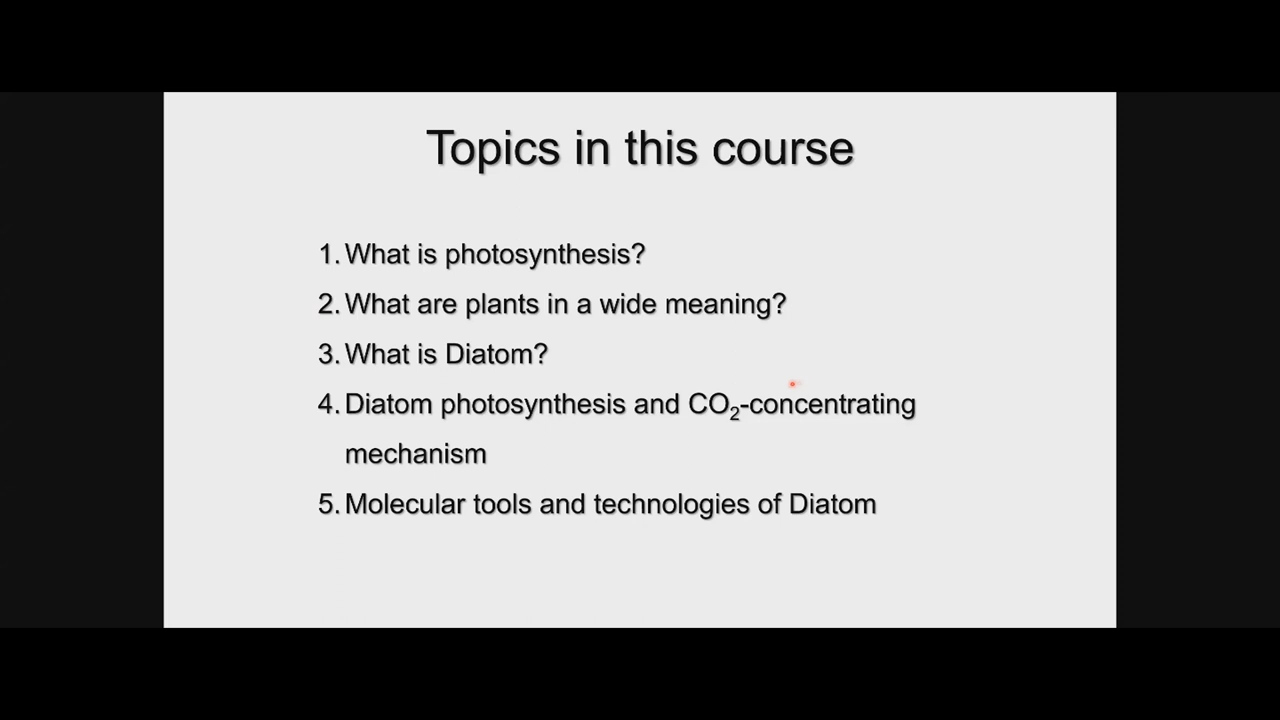 Topics in this course
1. What is photosynthesis?
2. What are plants in a wide meaning?
3. What is Diatom?
4. Diatom photosynthesis and CO₂-concentrating
mechanism
5. Molecular tools and technologies of Diatom